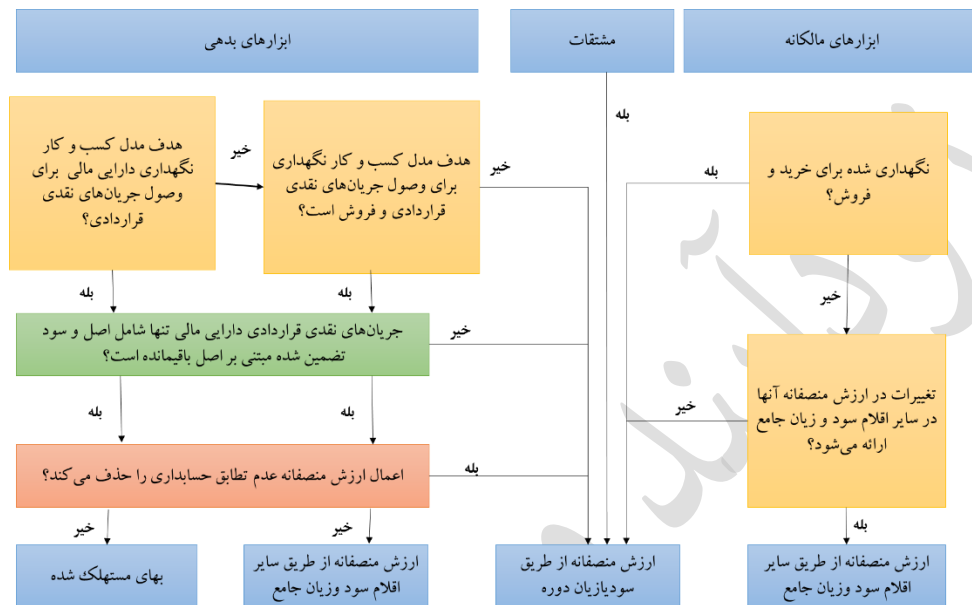 ابزارهای مالکانه
مشتقات
ابزارهای بدهی
بله
نگهداری شده برای خرید و
فروش؟
بله
خیر
هدف مدل کسب و کار نگهداری
برای وصول جریان‌های نقدی
قراردادی و فروش است؟
خیر
خیر
هدف مدل کسب و کار
نگهداری دارایی مالی برای
وصول جریان‌های نقدی
قراردادی؟
بله
بله
جریان‌های نقدی قراردادی دارایی مالی تنها شامل اصل و سود
تضمین شده مبتنی بر اصل باقیمانده است؟
خیر
تغییرات در ارزش منصفانه آنها
در سایر اقلام سود و زیان جامع
ارائه می‌شود؟
خیر
بله
بله
بله
اعمال ارزش منصفانه عدم تطابق حسابداری را حذف می‌کند؟
بله
خیر
خیر
ارزش منصفانه از طریق سایر
اقلام سود وزیان جامع
ارزش منصفانه از طریق
سودیازیان دوره
ارزش منصفانه از طریق سایر
اقلام سود وزیان جامع
بهای مستهلک شده